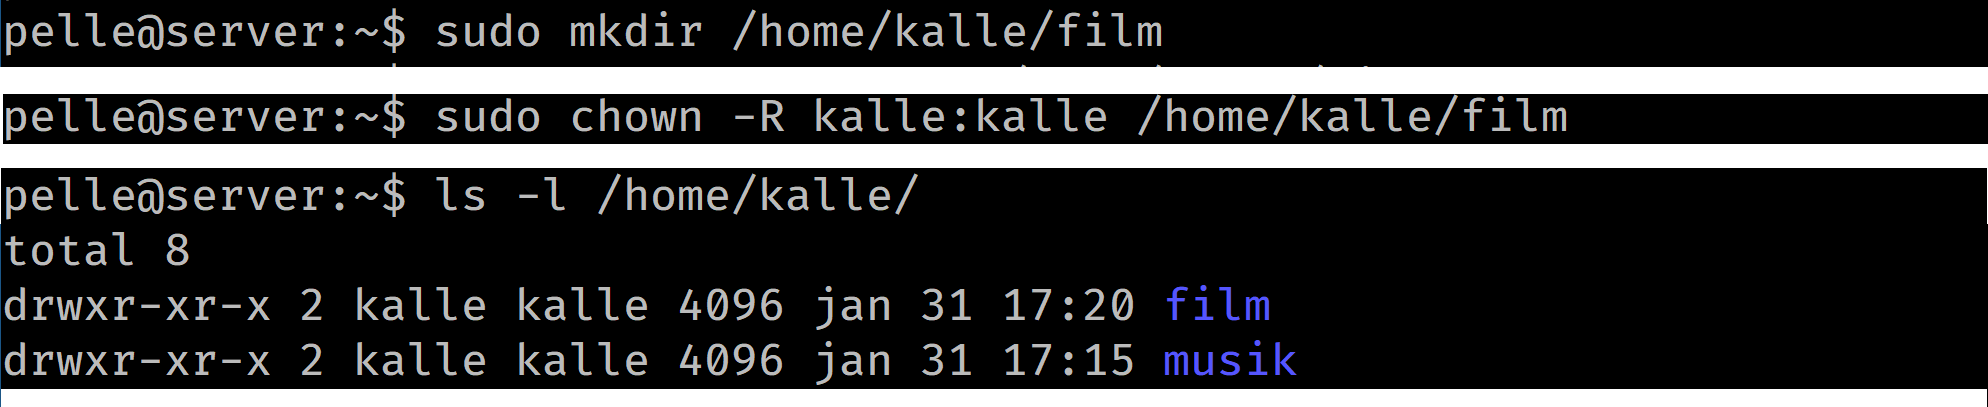 pelle@server:~$ sudo mkdir /home/kalle/film
pelle@server:~$ sudo chown -R kalle:kalle /home/kalle/film
pelle@server:~$ ls -l /home/kalle/
total 8
drwxr-xr-x 2 kalle kalle 4096 jan 31 17:20 film
drwxr-xr-x 2 kalle kalle 4096 jan 31 17:15 musik